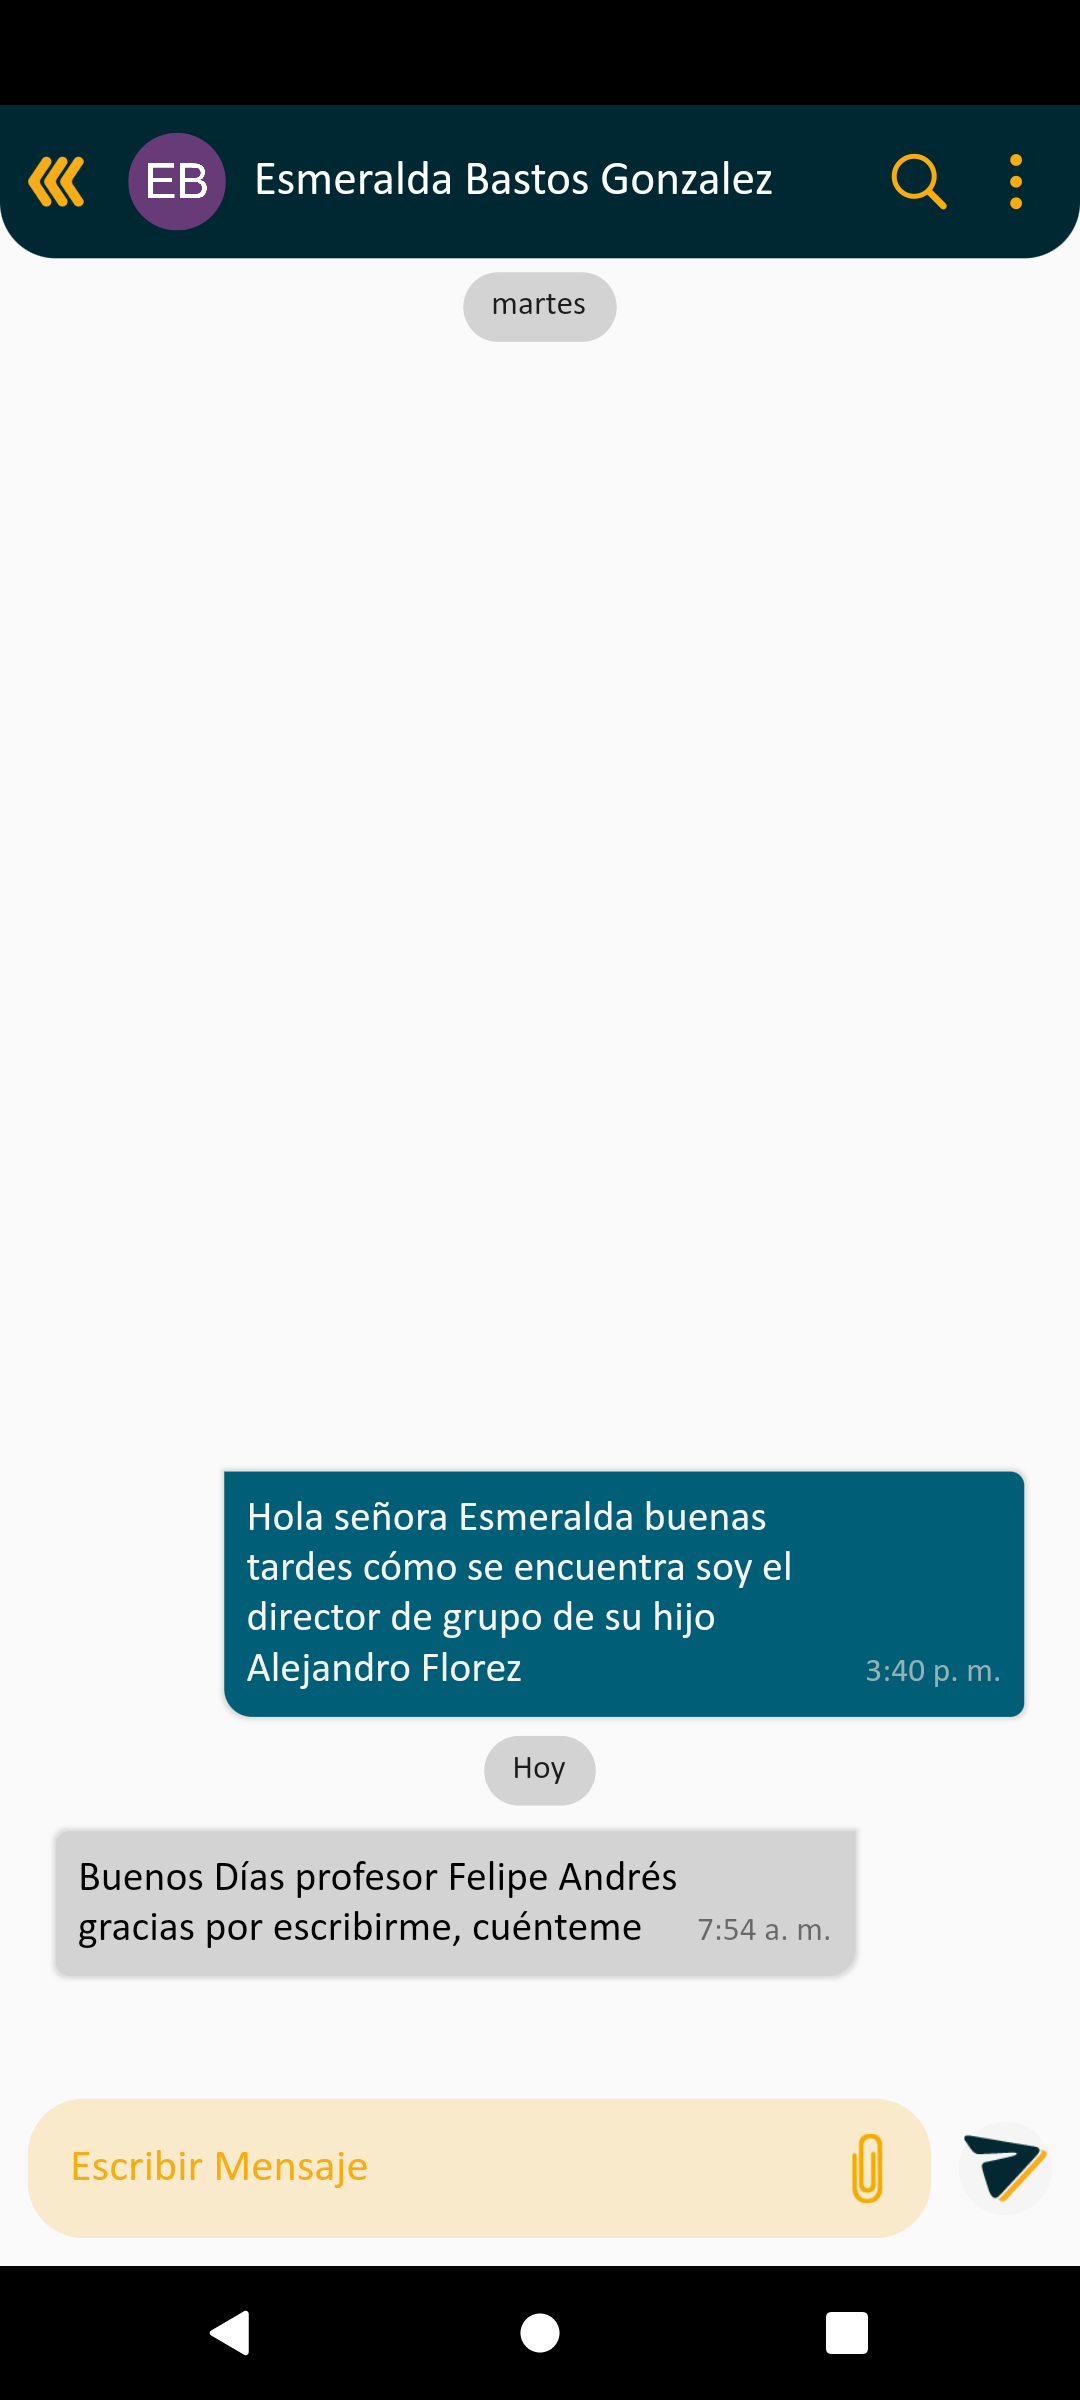 EB
Esmeralda Bastos Gonzalez
martes
Hola señora Esmeralda buenas
tardes cómo se encuentra soy el
director de grupo de su hijo
Alejandro Florez
3:40 p. m.
Hoy
Buenos Días profesor Felipe Andrés
gracias por escribirme, cuénteme
7:54 a. m.
Escribir Mensaje